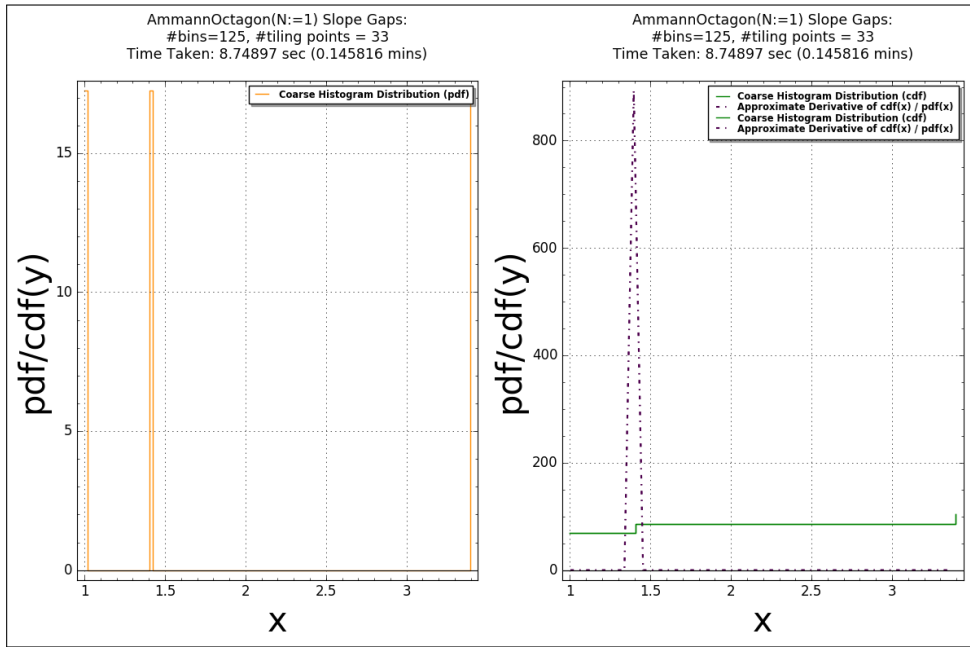 AmmannOctagon(N:=1) Slope Gaps:
#bins=125, #tiling points = 33
Time Taken: 8.74897 sec (0.145816 mins)
Coarse Histogram Distribution (pdf)
15
10
5
0
pdf/cdf(y)
1
1.5
2
2.5
3
x
AmmannOctagon(N:=1) Slope Gaps:
#bins=125, #tiling points = 33
Time Taken: 8.74897 sec (0.145816 mins)
Coarse Histogram Distribution (cdf)
Approximate Derivative of cdf(x) / pdf(x)
Coarse Histogram Distribution (cdf)
Approximate Derivative of cdf(x) / pdf(x)
800
600
400
200
0
pdf/cdf(y)
1
1.5
2
2.5
3
x